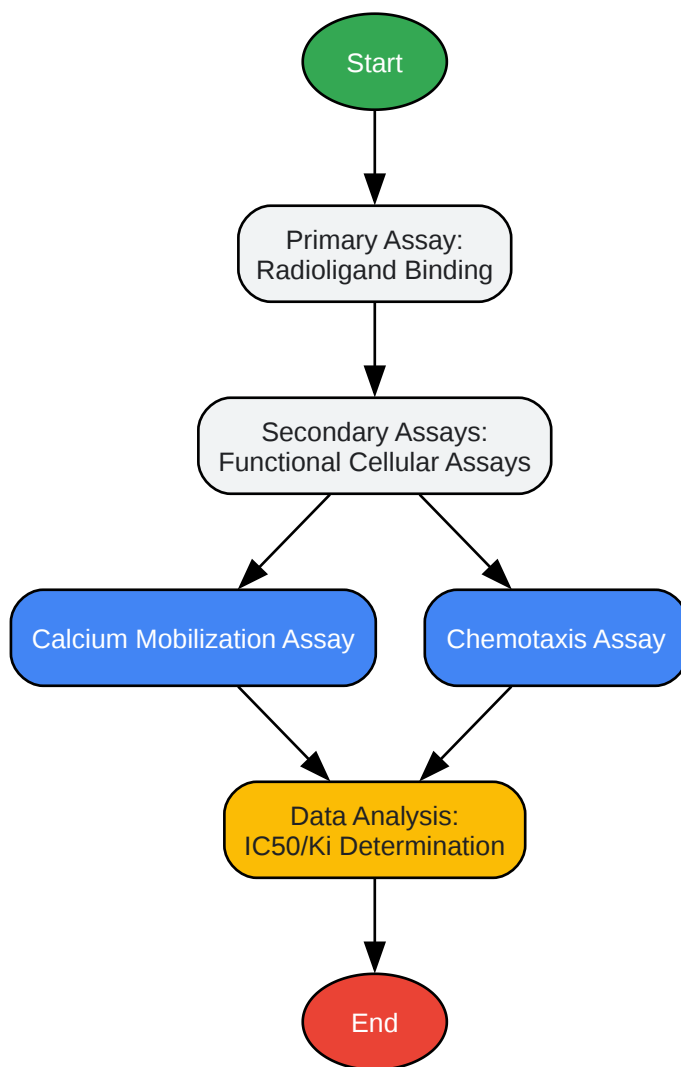 Start
Primary Assay:
Radioligand Binding
Secondary Assays:
Functional Cellular Assays
Calcium Mobilization Assay
Chemotaxis Assay
Data Analysis:
IC50/Ki Determination
End